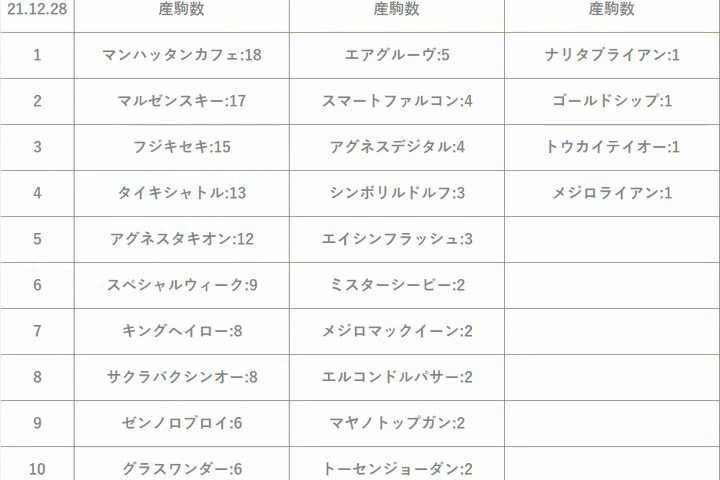 21.12.28 産駒数 産駒数 産駒数
1 マンハッタンカフェ:18 エアグルーヴ:5 ナリタブライアン:1
2 マルゼンスキー:17 スマートファルコン:4 ゴールドシップ:1
3 フジキセキ:15 アグネスデジタル:4 トウカイテイオー:1
4 タイキシャトル:13 シンボリルドルフ:3 メジロライアン:1
5 アグネスタキオン:12 エイシンフラッシュ:3
6 スペシャルウィーク:9 ミスターシービー:2
7 キングヘイロー:8 メジロマックイーン:2
8 サクラバクシンオー:8 エルコンドルパサー:2
9 ゼンノロブロイ:6 マヤノトップガン:2
10 グラスワンダー:6 トーセンジョーダン:2